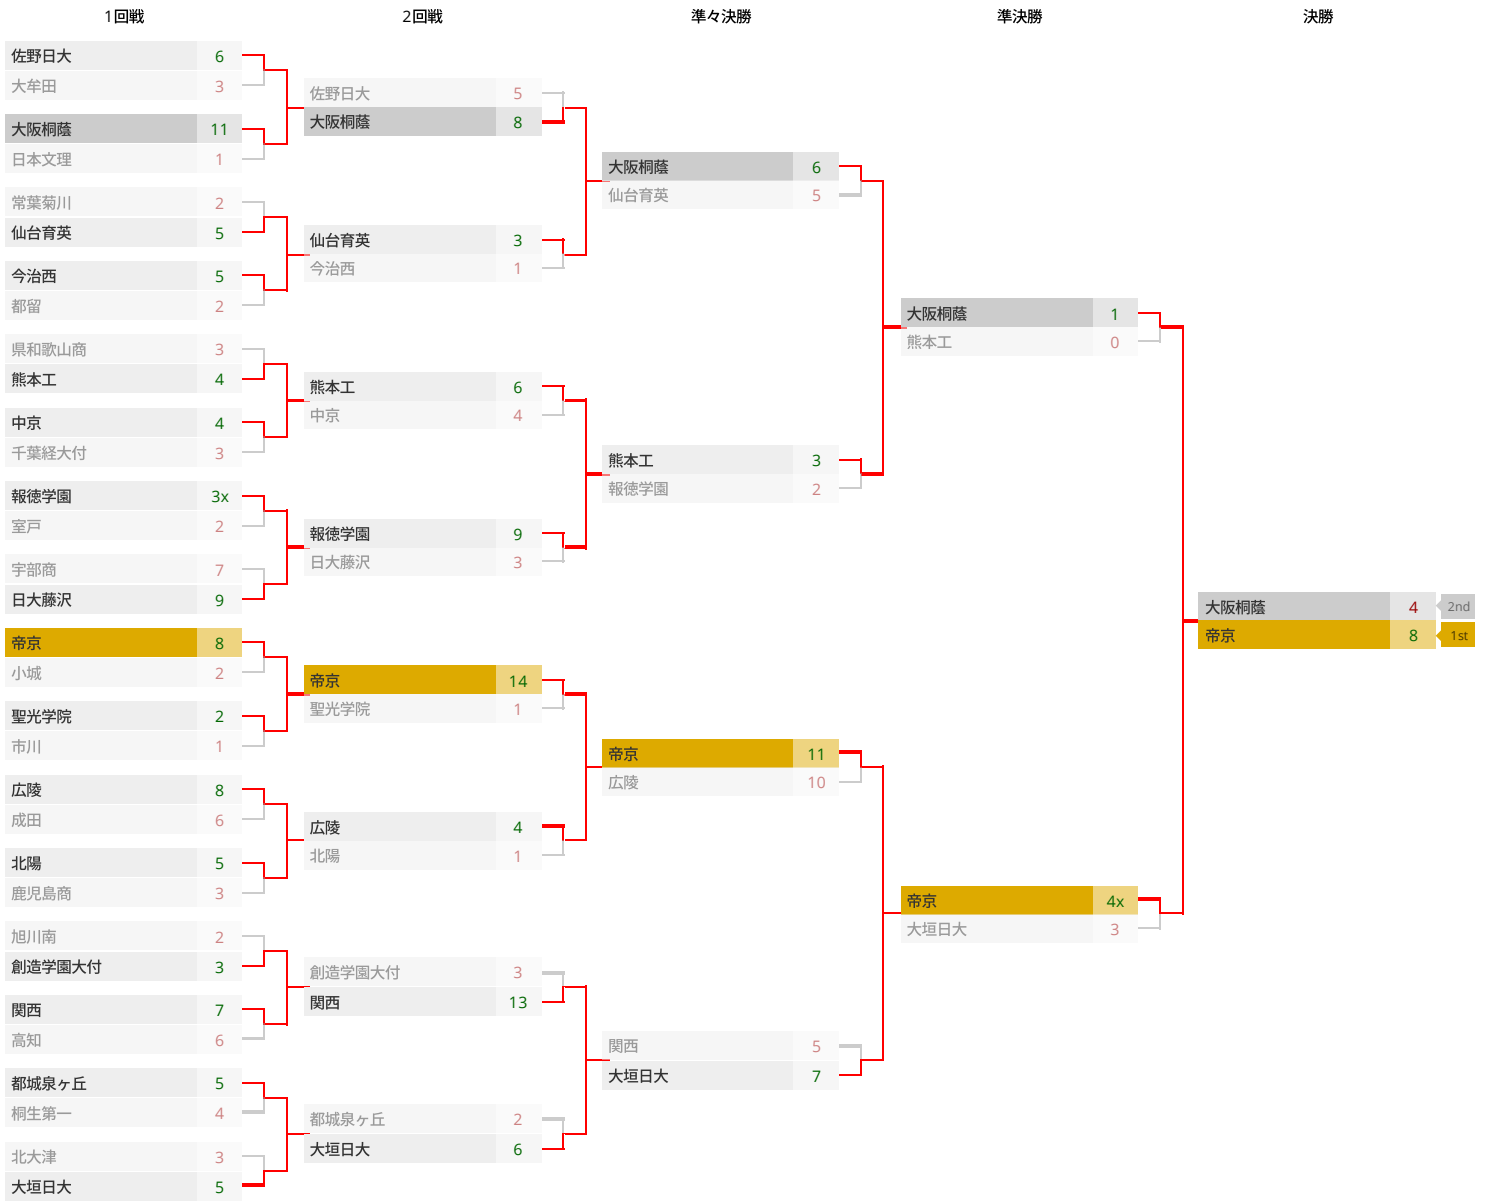 1回戦
2回戦
準々決勝
準決勝
決勝
佐野日大 6
大牟田 3
大阪桐蔭 11
日本文理 1
常葉菊川 2
仙台育英 5
今治西 5
都留 2
県和歌山商 3
熊本工 4
中京 4
千葉経大付 3
報徳学園 3x
室戸 2
宇部商 7
日大藤沢 9
帝京 8
小城 2
聖光学院 2
市川 1
広陵 8
成田 6
北陽 5
鹿児島商 3
旭川南 2
創造学園大付 3
関西 7
高知 6
都城泉ヶ丘 5
桐生第一 4
北大津 3
大垣日大 5
佐野日大 5
大阪桐蔭 8
仙台育英 3
今治西 1
熊本工 6
中京 4
報徳学園 9
日大藤沢 3
帝京 14
聖光学院 1
広陵 4
北陽 1
創造学園大付 3
関西 13
都城泉ヶ丘 2
大垣日大 6
大阪桐蔭 6
仙台育英 5
熊本工 3
報徳学園 2
帝京 11
広陵 10
関西 5
大垣日大 7
大阪桐蔭 1
熊本工 0
帝京 4x
大垣日大 3
大阪桐蔭 4 2nd
帝京 8 1st